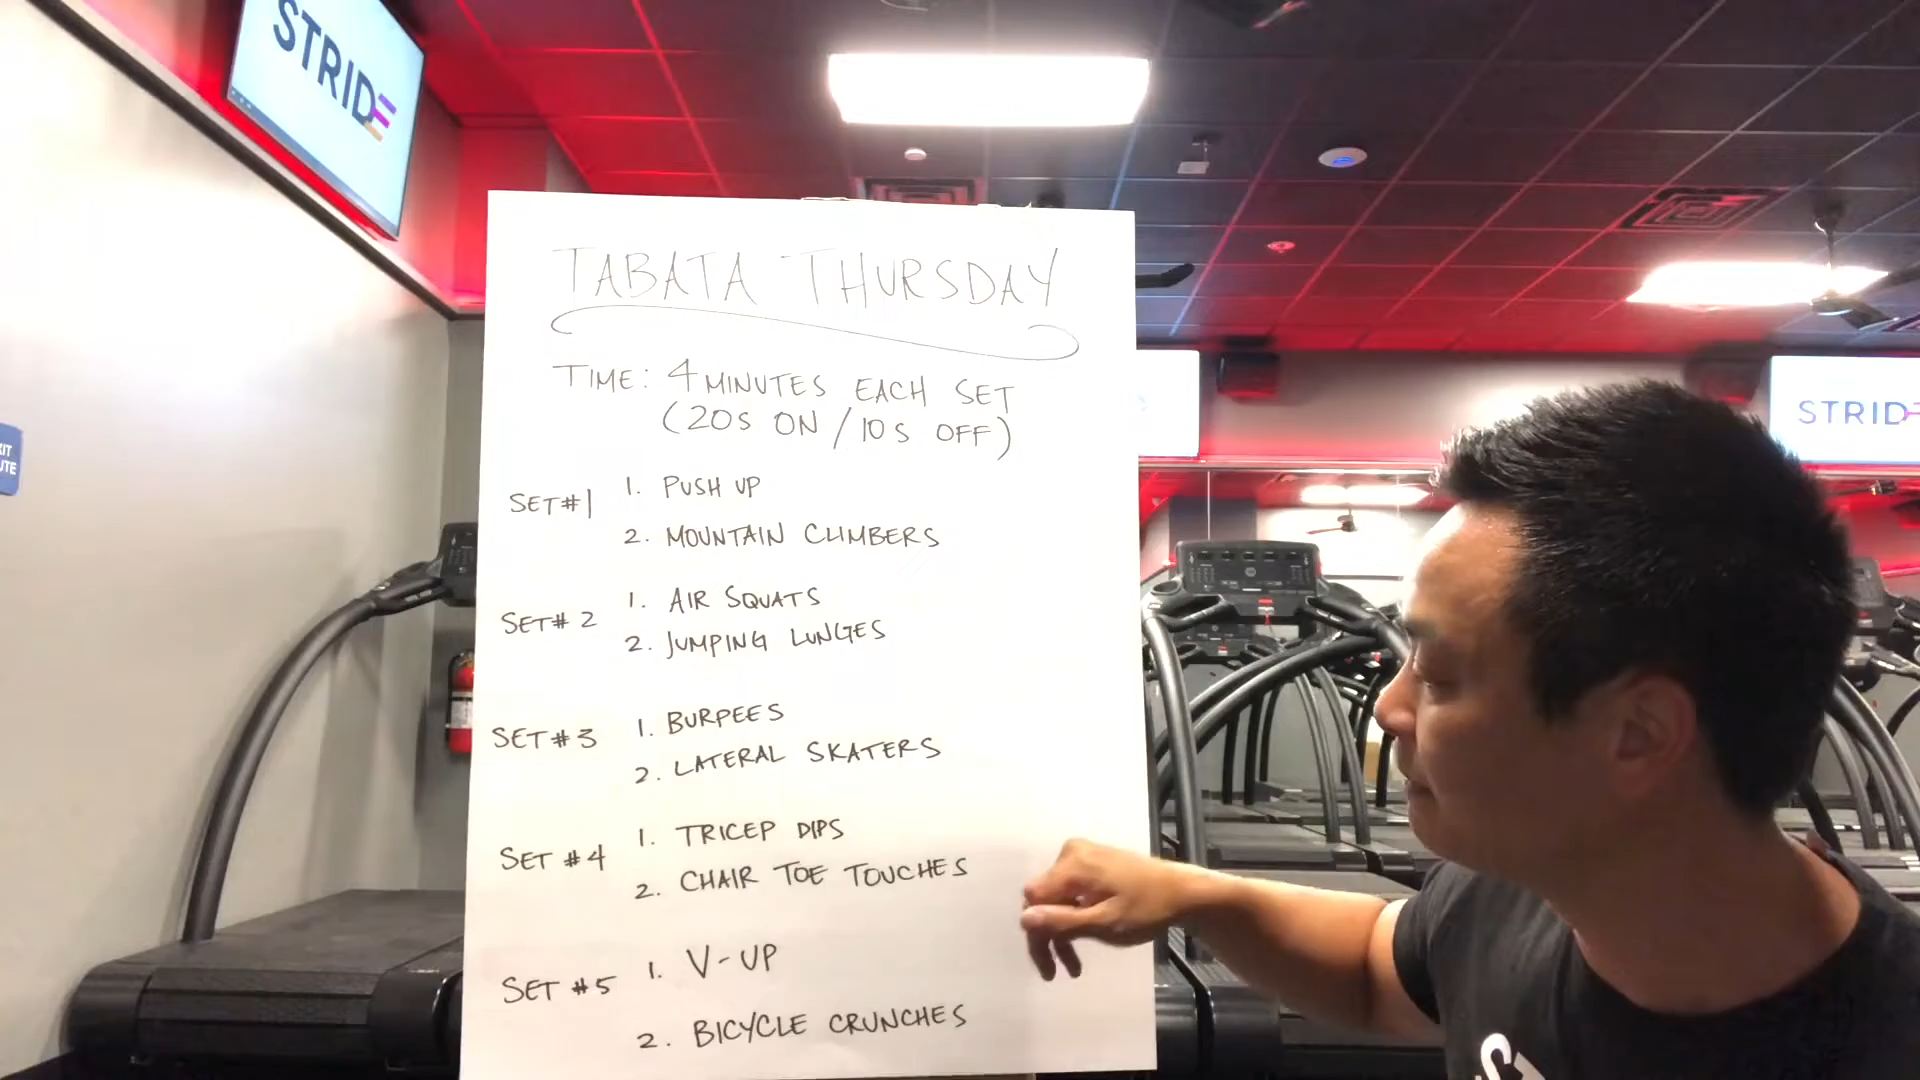 STRIDE
TABATA THURSDAY
TIME: 4 MINUTES EACH SET
(20S ON / 10S OFF)
SET #1 1. PUSH UP
2. MOUNTAIN CLIMBERS
SET # 2 1. AIR SQUATS
2. JUMPING LUNGES
SET # 3 1. BURPEES
2. LATERAL SKATERS
SET #4 1. TRICEP DIPS
2. CHAIR TOE TOUCHES
SET #5 1. V-UP
2. BICYCLE CRUNCHES
STRIDE